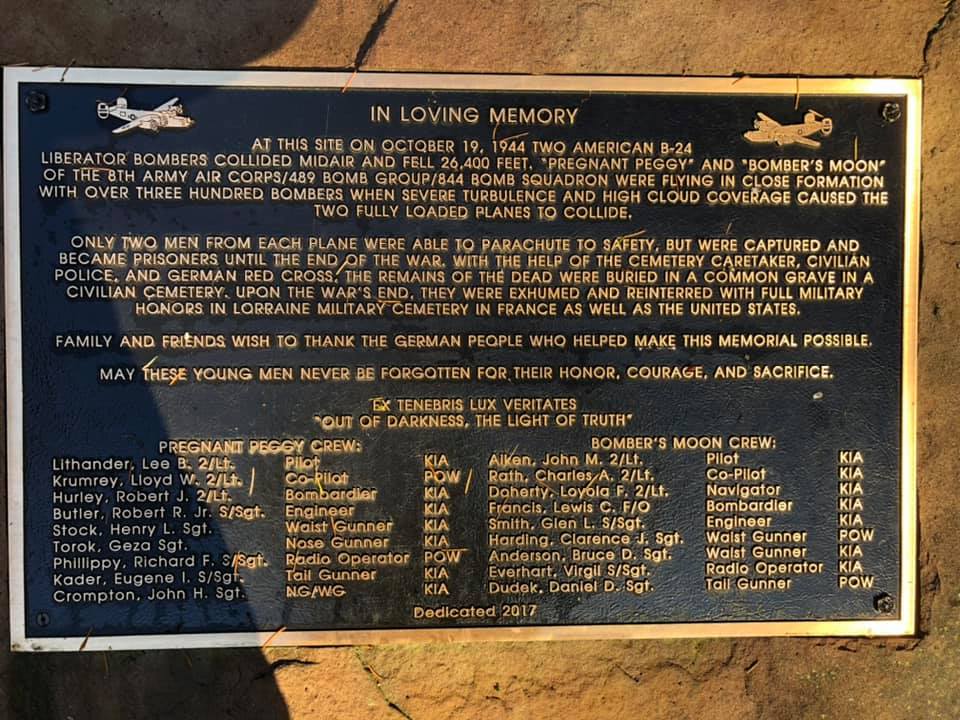 IN LOVING MEMORY
AT THIS SITE ON OCTOBER 19, 1944 TWO AMERICAN B-24
LIBERATOR BOMBERS COLLIDED MIDAIR AND FELL 26,400 FEET. "PREGNANT PEGGY" AND "BOMBER'S MOON"
OF THE 8TH ARMY AIR CORPS/489 BOMB GROUP/844 BOMB SQUADRON WERE FLYING IN CLOSE FORMATION
WITH OVER THREE HUNDRED BOMBERS WHEN SEVERE TURBULENCE AND HIGH CLOUD COVERAGE CAUSED THE
TWO FULLY LOADED PLANES TO COLLIDE.
ONLY TWO MEN FROM EACH PLANE WERE ABLE TO PARACHUTE TO SAFETY, BUT WERE CAPTURED AND
BECAME PRISONERS UNTIL THE END OF THE WAR. WITH THE HELP OF THE CEMETERY CARETAKER, CIVILIAN
POLICE, AND GERMAN RED CROSS, THE REMAINS OF THE DEAD WERE BURIED IN A COMMON GRAVE IN A
CIVILIAN CEMETERY. UPON THE WAR'S END, THEY WERE EXHUMED AND REINTERRED WITH FULL MILITARY
HONORS IN LORRAINE MILITARY CEMETERY IN FRANCE AS WELL AS THE UNITED STATES.
FAMILY AND FRIENDS WISH TO THANK THE GERMAN PEOPLE WHO HELPED MAKE THIS MEMORIAL POSSIBLE.
MAY THESE YOUNG MEN NEVER BE FORGOTTEN FOR THEIR HONOR, COURAGE, AND SACRIFICE.
EX TENEBRIS LUX VERITATES
"OUT OF DARKNESS, THE LIGHT OF TRUTH"
PREGNANT PEGGY CREW:
Lithander, Lee B. 2/Lt. Pilot KIA
Krumrey, Lloyd W. 2/Lt. Co-Pilot POW
Hurley, Robert J. 2/Lt. Bombardier KIA
Butler, Robert R. Jr. S/Sgt. Engineer KIA
Stock, Henry L. Sgt. Waist Gunner KIA
Torok, Geza Sgt. Nose Gunner KIA
Phillippy, Richard F. S/Sgt. Radio Operator POW
Kader, Eugene I. S/Sgt. Tail Gunner KIA
Crompton, John H. Sgt. NG/WG KIA
BOMBER'S MOON CREW:
Aiken, John M. 2/Lt. Pilot KIA
Rath, Charles A. 2/Lt. Co-Pilot KIA
Doherty, Loyola F. 2/Lt. Navigator KIA
Francis, Lewis C. F/O Bombardier KIA
Smith, Glen L. S/Sgt. Engineer KIA
Harding, Clarence J. Sgt. Waist Gunner POW
Anderson, Bruce D. Sgt. Waist Gunner KIA
Everhart, Virgil S/Sgt. Radio Operator KIA
Dudek, Daniel D. Sgt. Tail Gunner POW
Dedicated 2017